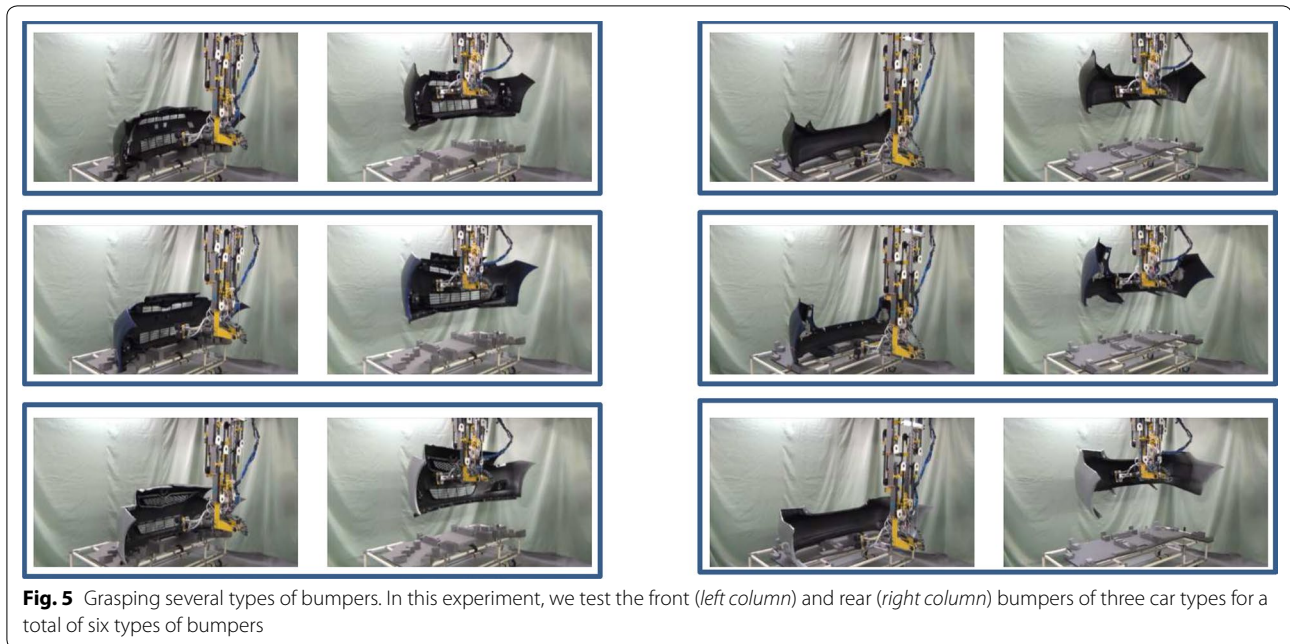 Fig. 5 Grasping several types of bumpers. In this experiment, we test the front (left column) and rear (right column) bumpers of three car types for a
total of six types of bumpers